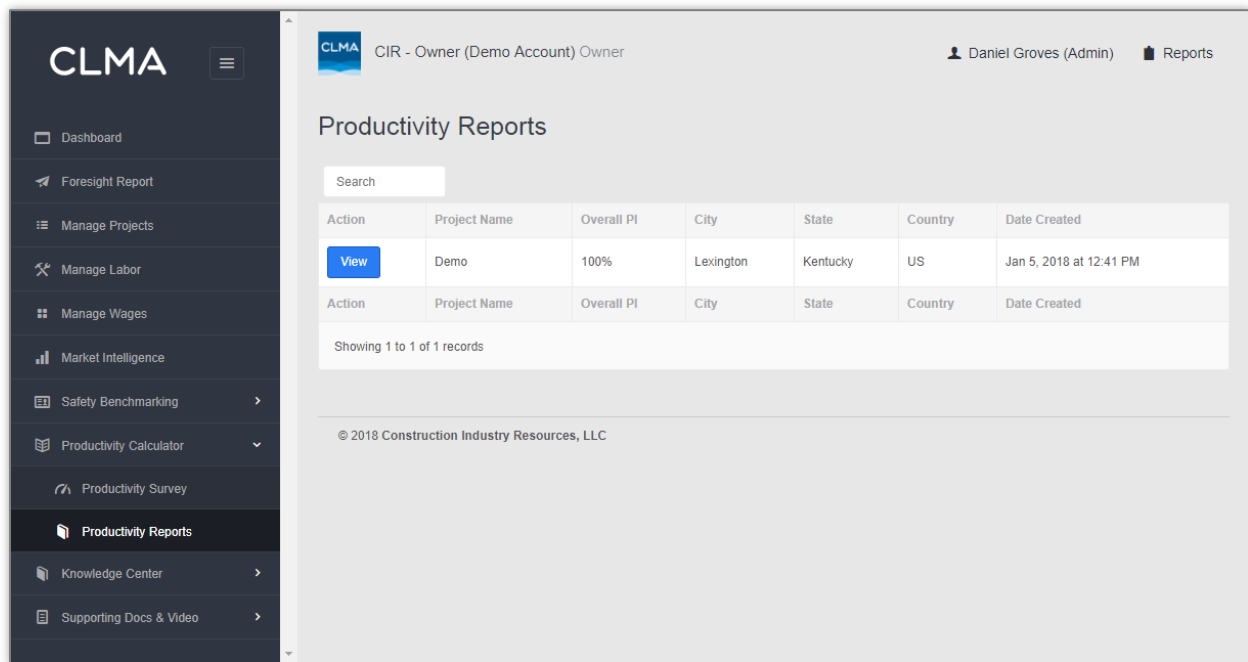 CLMA
Dashboard
Foresight Report
Manage Projects
Manage Labor
Manage Wages
Market Intelligence
Safety Benchmarking
Productivity Calculator
Productivity Survey
Productivity Reports
Knowledge Center
Supporting Docs & Video
CLMA CIR - Owner (Demo Account) Owner Daniel Groves (Admin) Reports
Productivity Reports
Search
Action Project Name Overall PI City State Country Date Created
View Demo 100% Lexington Kentucky US Jan 5, 2018 at 12:41 PM
Action Project Name Overall PI City State Country Date Created
Showing 1 to 1 of 1 records
© 2018 Construction Industry Resources, LLC